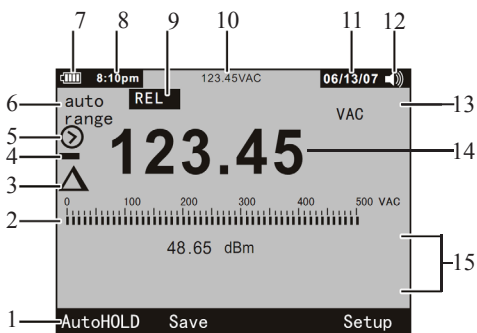 7 8 9 10 11 12
8:10pm 123.45VAC 06/13/07
6 auto REL VAC 13
range
5
4 123.45 14
3
0 100 200 300 400 500 VAC
2
48.65 dBm
15
1 AutoHOLD Save Setup